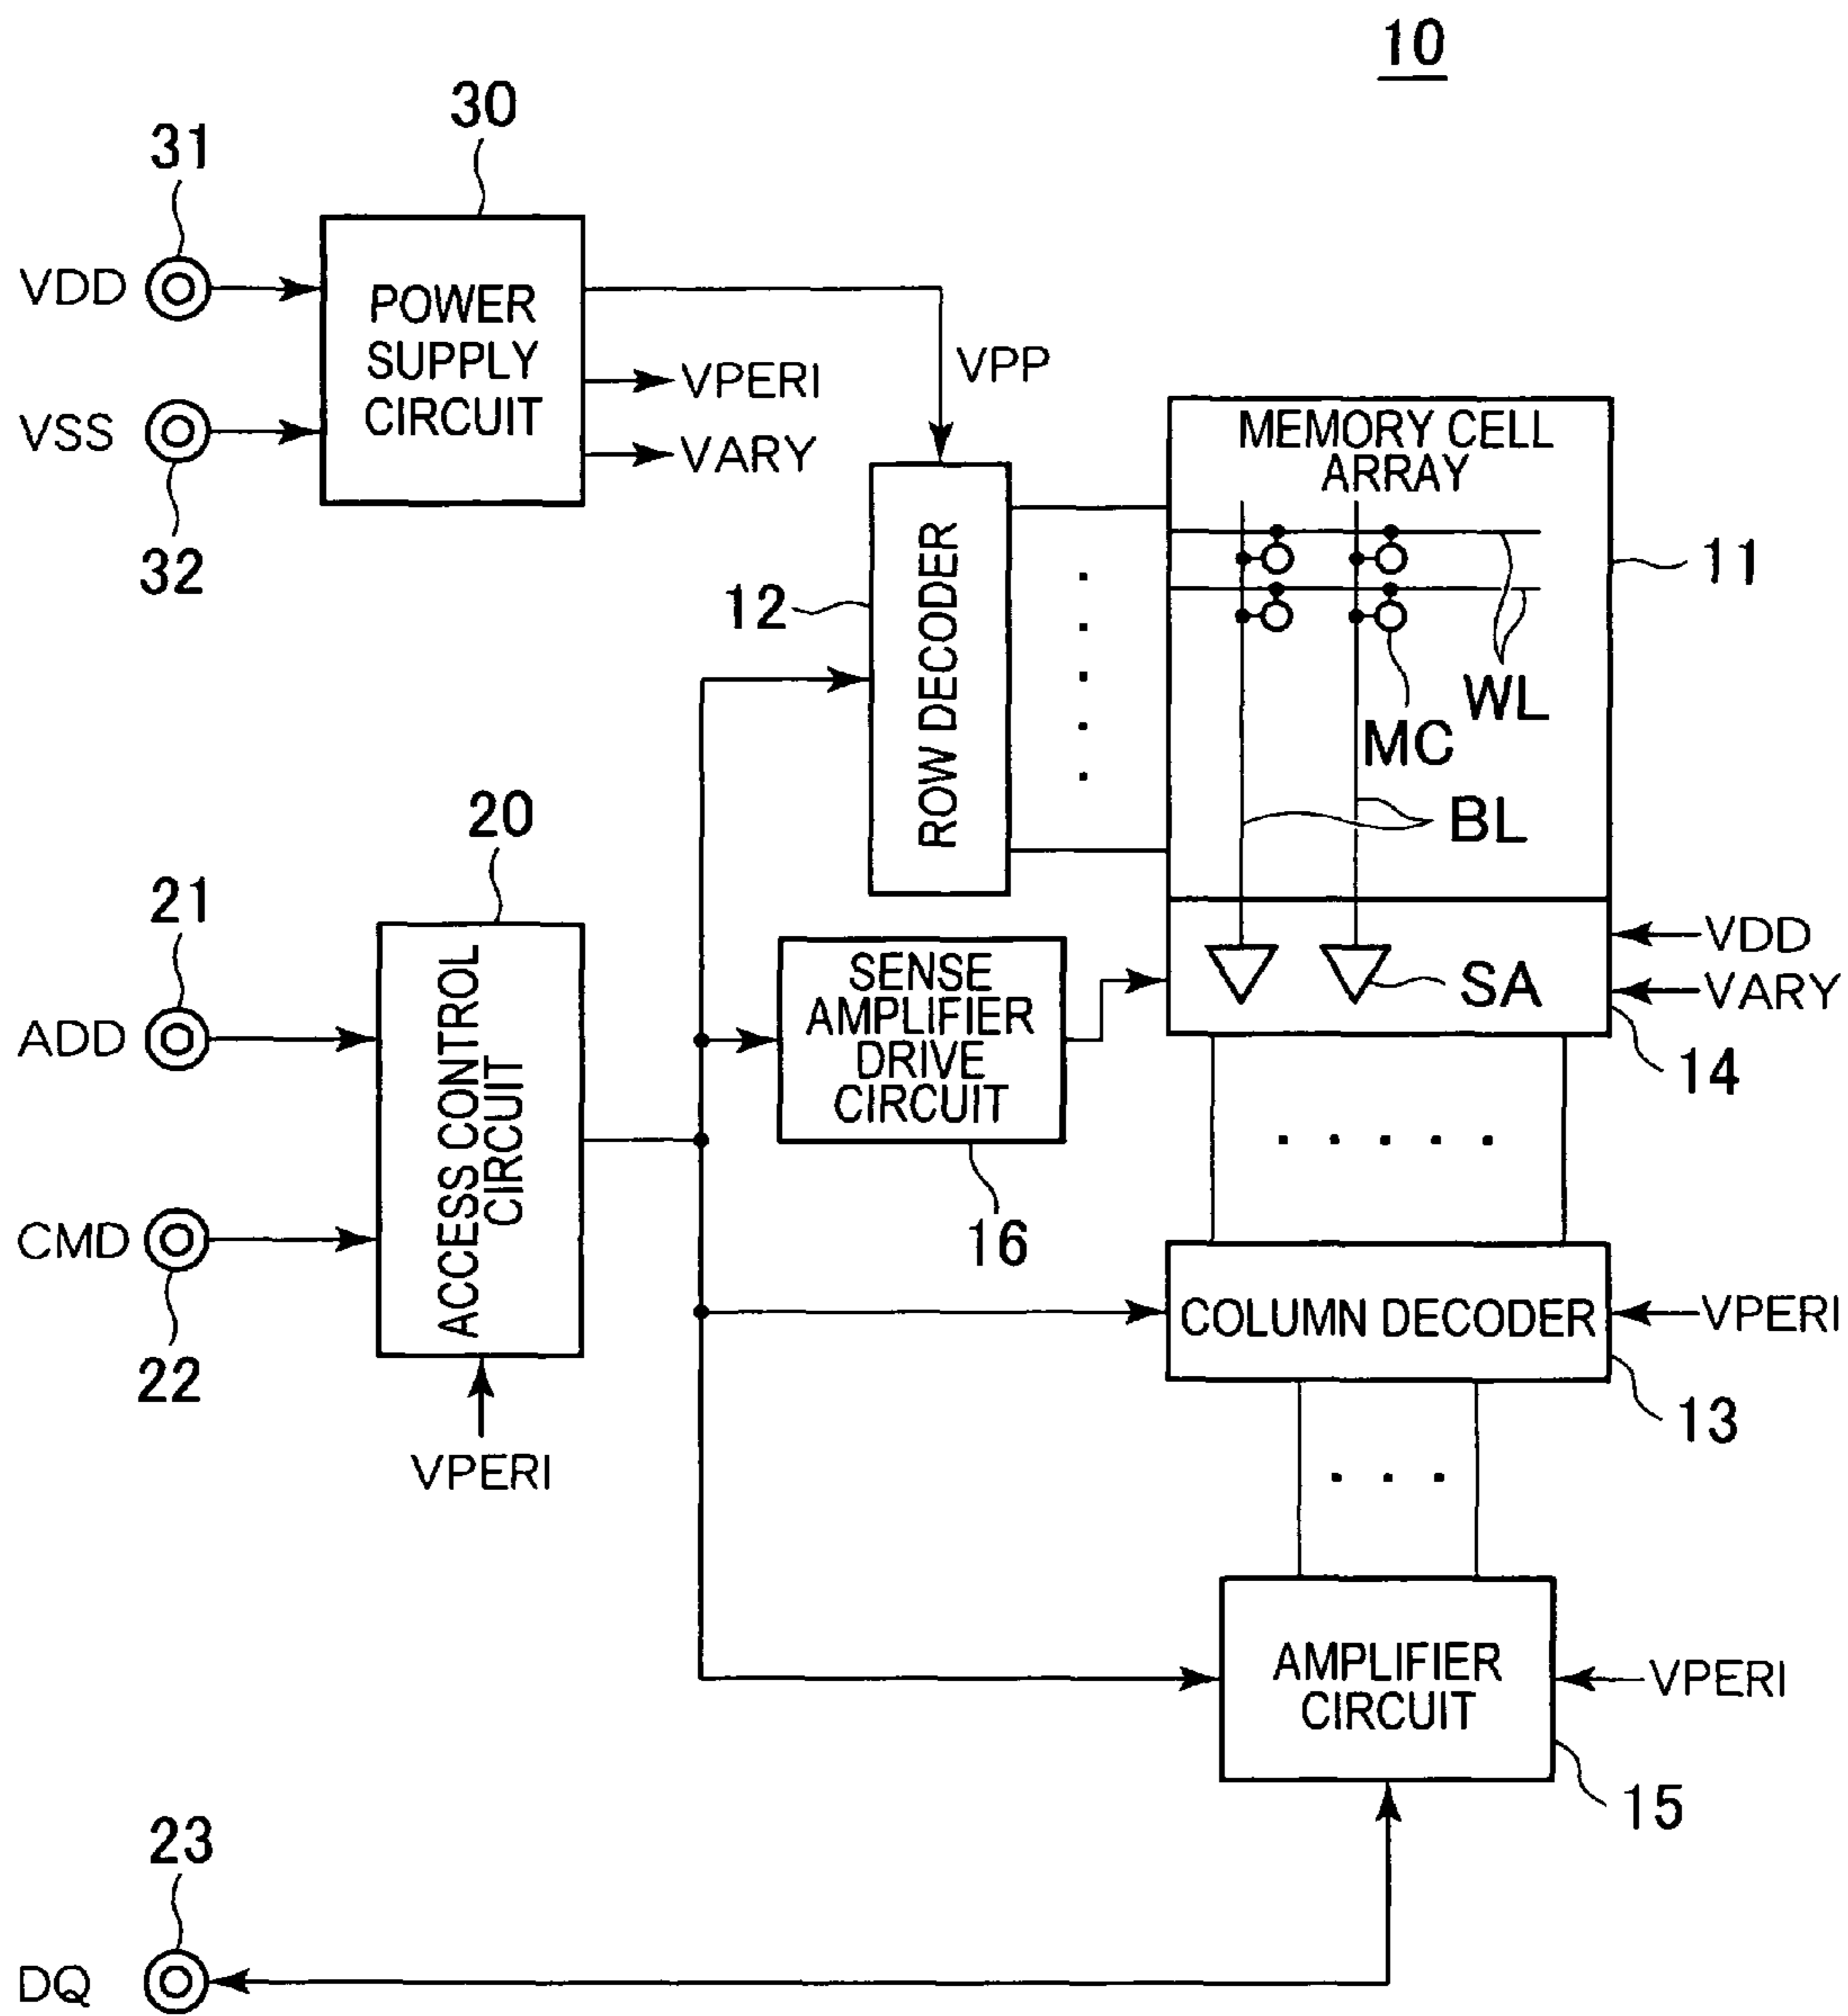 10
30
31
VDD
POWER
SUPPLY
CIRCUIT
VPP
VPERI
VSS
VARY
32
MEMORY CELL
ARRAY
11
12
ROW DECODER
WL
MC
BL
20
21
ADD
ACCESS CONTROL
CIRCUIT
SENSE
AMPLIFIER
DRIVE
CIRCUIT
SA
VDD
VARY
14
16
CMD
22
VPERI
COLUMN DECODER
VPERI
13
AMPLIFIER
CIRCUIT
VPERI
15
23
DQ